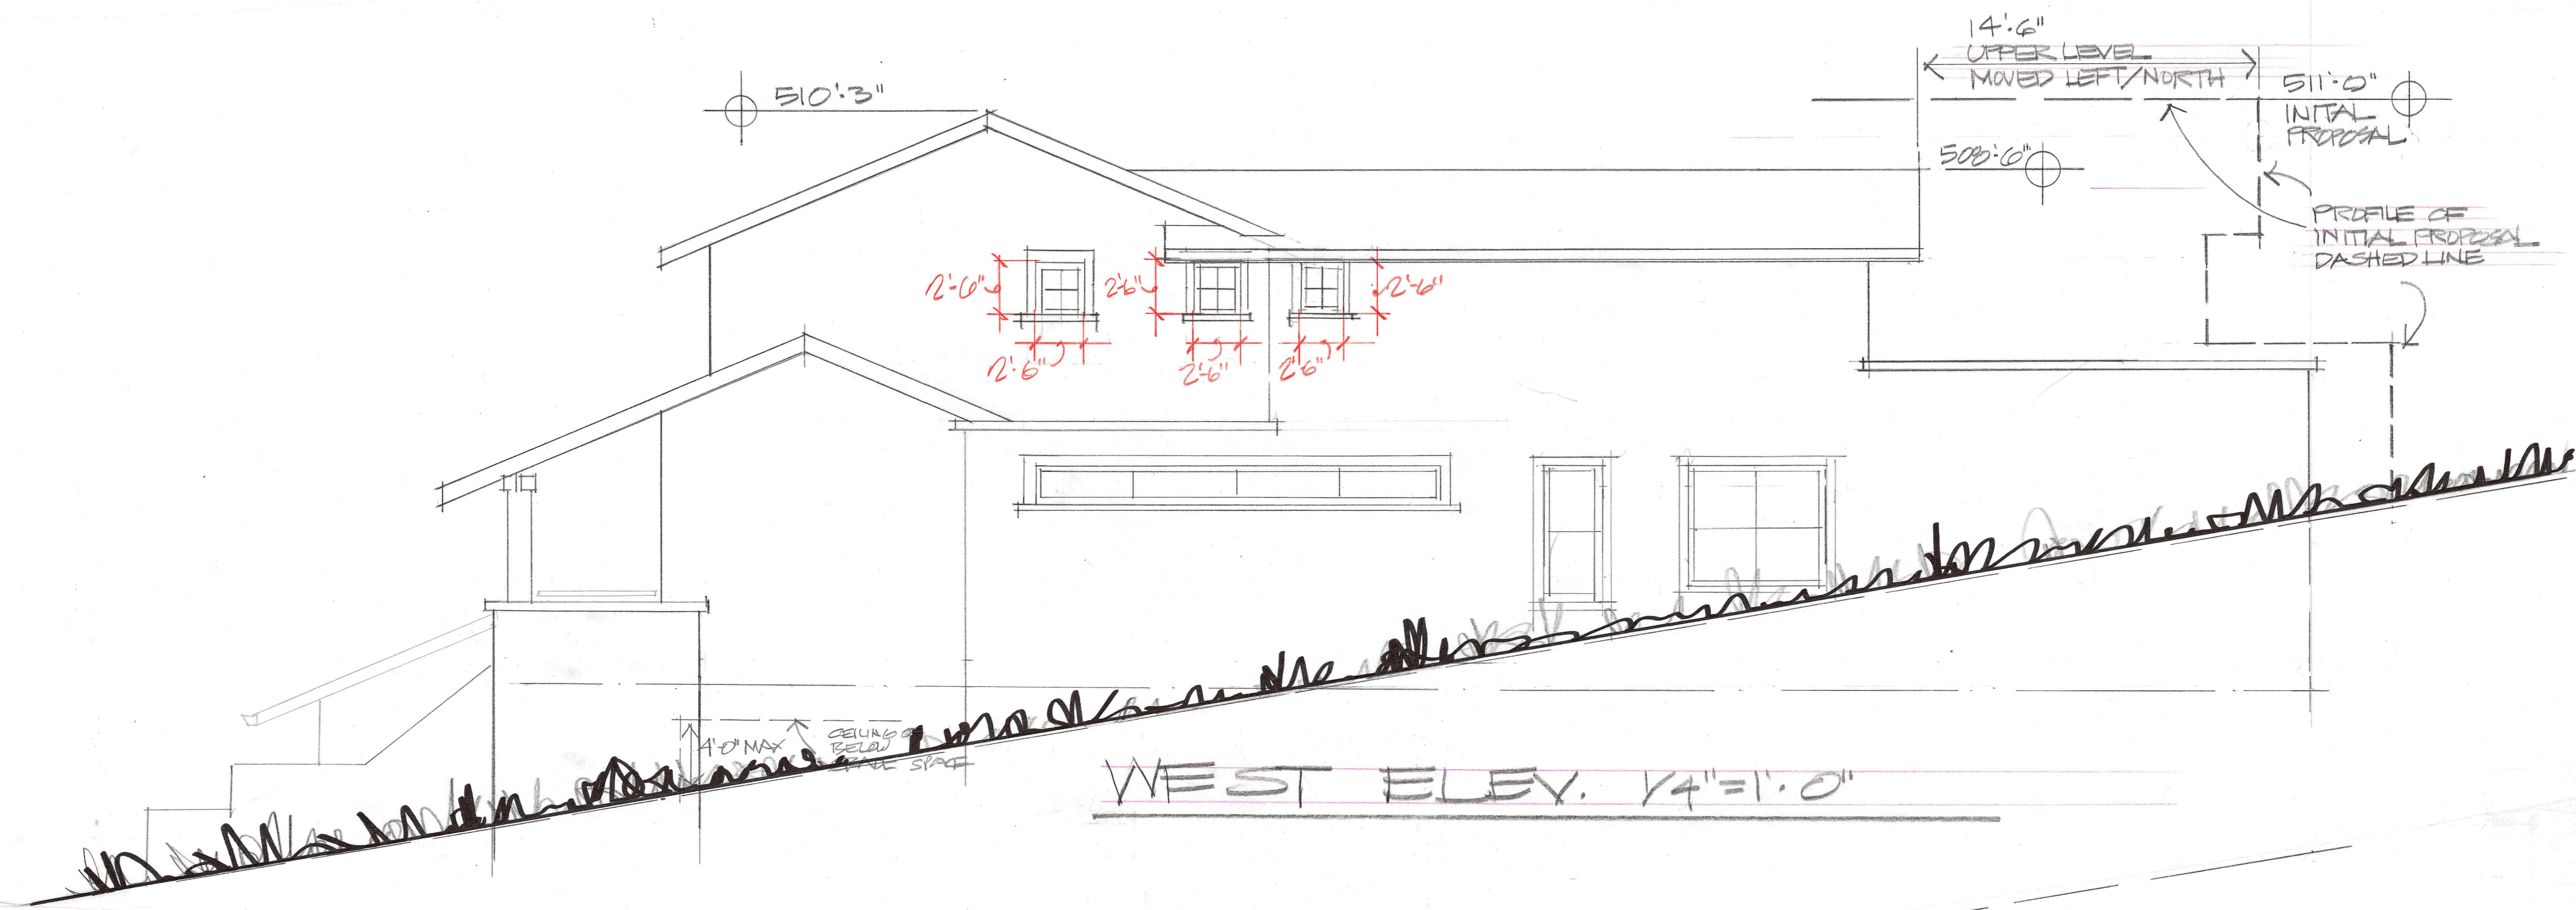 14'-6"
UPPER LEVEL
MOVED LEFT/NORTH
510'-3"
511'-0"
INITAL
PROPOSAL
508'-6"
PROFILE OF
INITIAL PROPOSAL
DASHED LINE
2'-6"
2'-6"
2'-6"
2'-6"
2'-6"
2'-6"
4'-0" MAX
CEILING OF
BELOW
SPACE
WEST ELEV. 1/4"=1'-0"